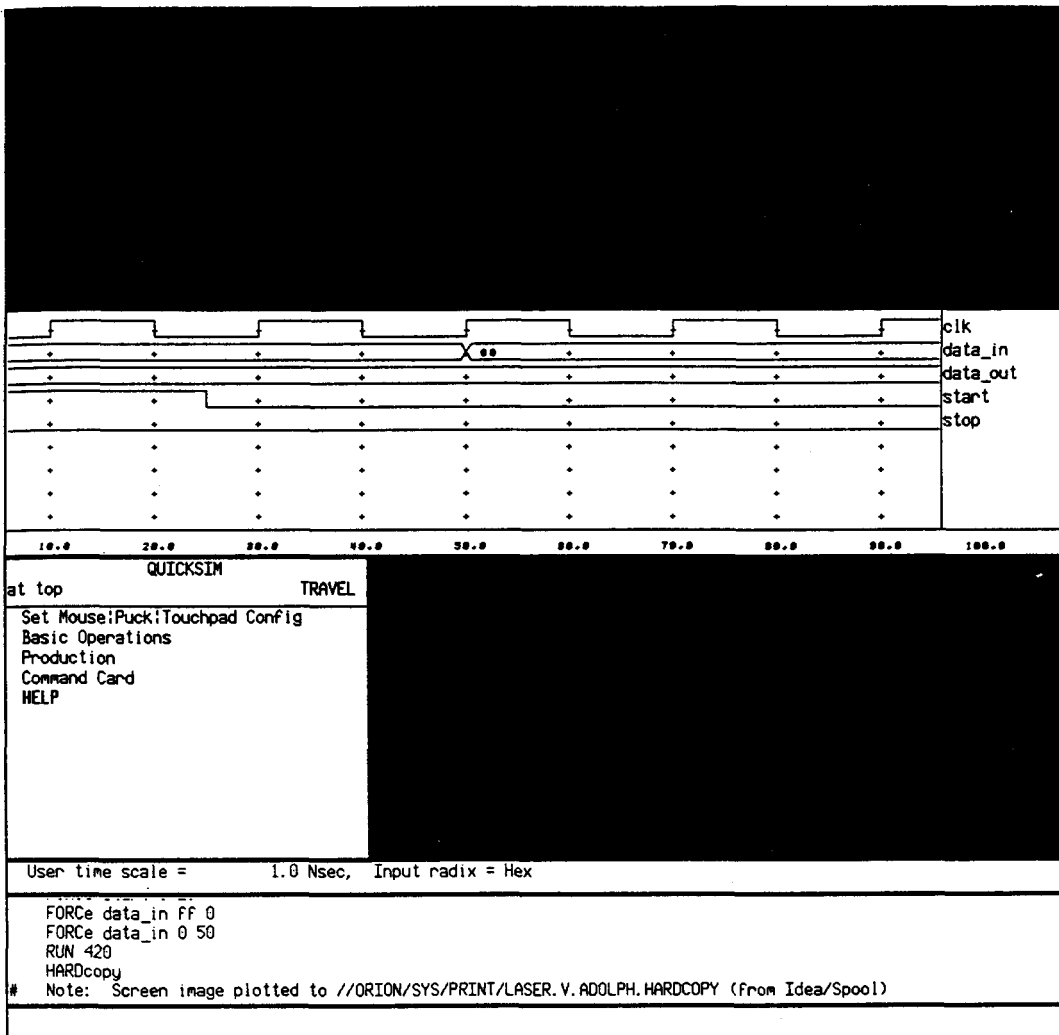 clk
00
data_in
data_out
start
stop
10.0 20.0 30.0 40.0 50.0 60.0 70.0 80.0 90.0 100.0
QUICKSIM
at top TRAVEL
Set Mouse¦Puck¦Touchpad Config
Basic Operations
Production
Command Card
HELP
User time scale = 1.0 Nsec, Input radix = Hex
FORCe data_in ff 0
FORCe data_in 0 50
RUN 420
HARDcopy
# Note: Screen image plotted to //ORION/SYS/PRINT/LASER.V.ADOLPH.HARDCOPY (from Idea/Spool)